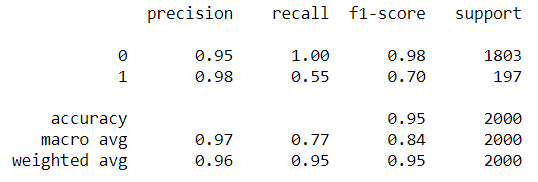 precision recall f1-score support
0 0.95 1.00 0.98 1803
1 0.98 0.55 0.70 197
accuracy 0.95 2000
macro avg 0.97 0.77 0.84 2000
weighted avg 0.96 0.95 0.95 2000